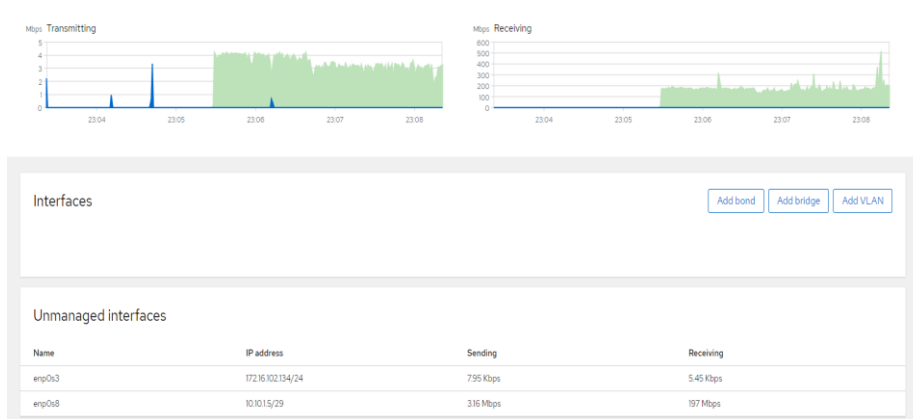 Mbps Transmitting
5
4
3
2
1
0
23:04 23:05 23:06 23:07 23:08
Mbps Receiving
600
500
400
300
200
100
0
23:04 23:05 23:06 23:07 23:08
Interfaces
Add bond Add bridge Add VLAN
Unmanaged interfaces
Name IP address Sending Receiving
enp0s3 172.16.102.134/24 7.95 Kbps 5.45 Kbps
enp0s8 10.10.1.5/29 3.16 Mbps 197 Mbps